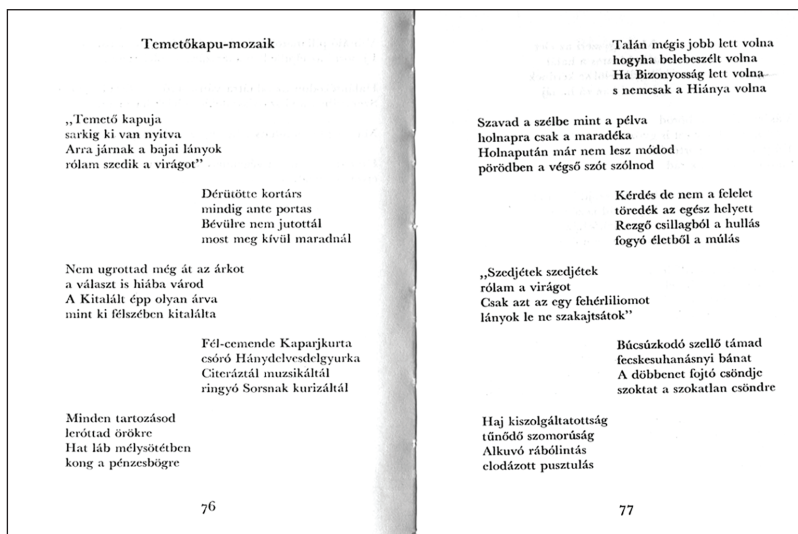 Temetőkapu-mozaik
„Temető kapuja
sarkig ki van nyitva
Arra járnak a bajai lányok
rólam szedik a virágot”
Dérütötte kortárs
mindig ante portas
Bévülre nem jutottál
most meg kívül maradnál
Nem ugrottad még át az árkot
a választ is hiába várod
A Kitalált épp olyan árva
mint ki félszében kitalálta
Fél-cemende Kaparjkurta
csóró Hánydelvesdelgyurka
Citeráztál muzsikáltál
ringyó Sorsnak kurizáltál
Minden tartozásod
leróttad örökre
Hat láb mélysötétben
kong a pénzesbögre
76
Talán mégis jobb lett volna
hogyha belebeszélt volna
Ha Bizonyosság lett volna
s nemcsak a Hiánya volna
Szavad a szélbe mint a pélva
holnapra csak a maradéka
Holnapután már nem lesz módod
pörödben a végső szót szólnod
Kérdés de nem a felelet
töredék az egész helyett
Rezgő csillagból a hullás
fogyó életből a múlás
„Szedjétek szedjétek
rólam a virágot
Csak azt az egy fehérliliomot
lányok le ne szakajtsátok”
Búcsúzkodó szellő támad
fecskesuhanásnyi bánat
A döbbenet fojtó csöndje
szoktat a szokatlan csöndre
Haj kiszolgáltatottság
tűnődő szomorúság
Alkuvó rábólintás
elodázott pusztulás
77